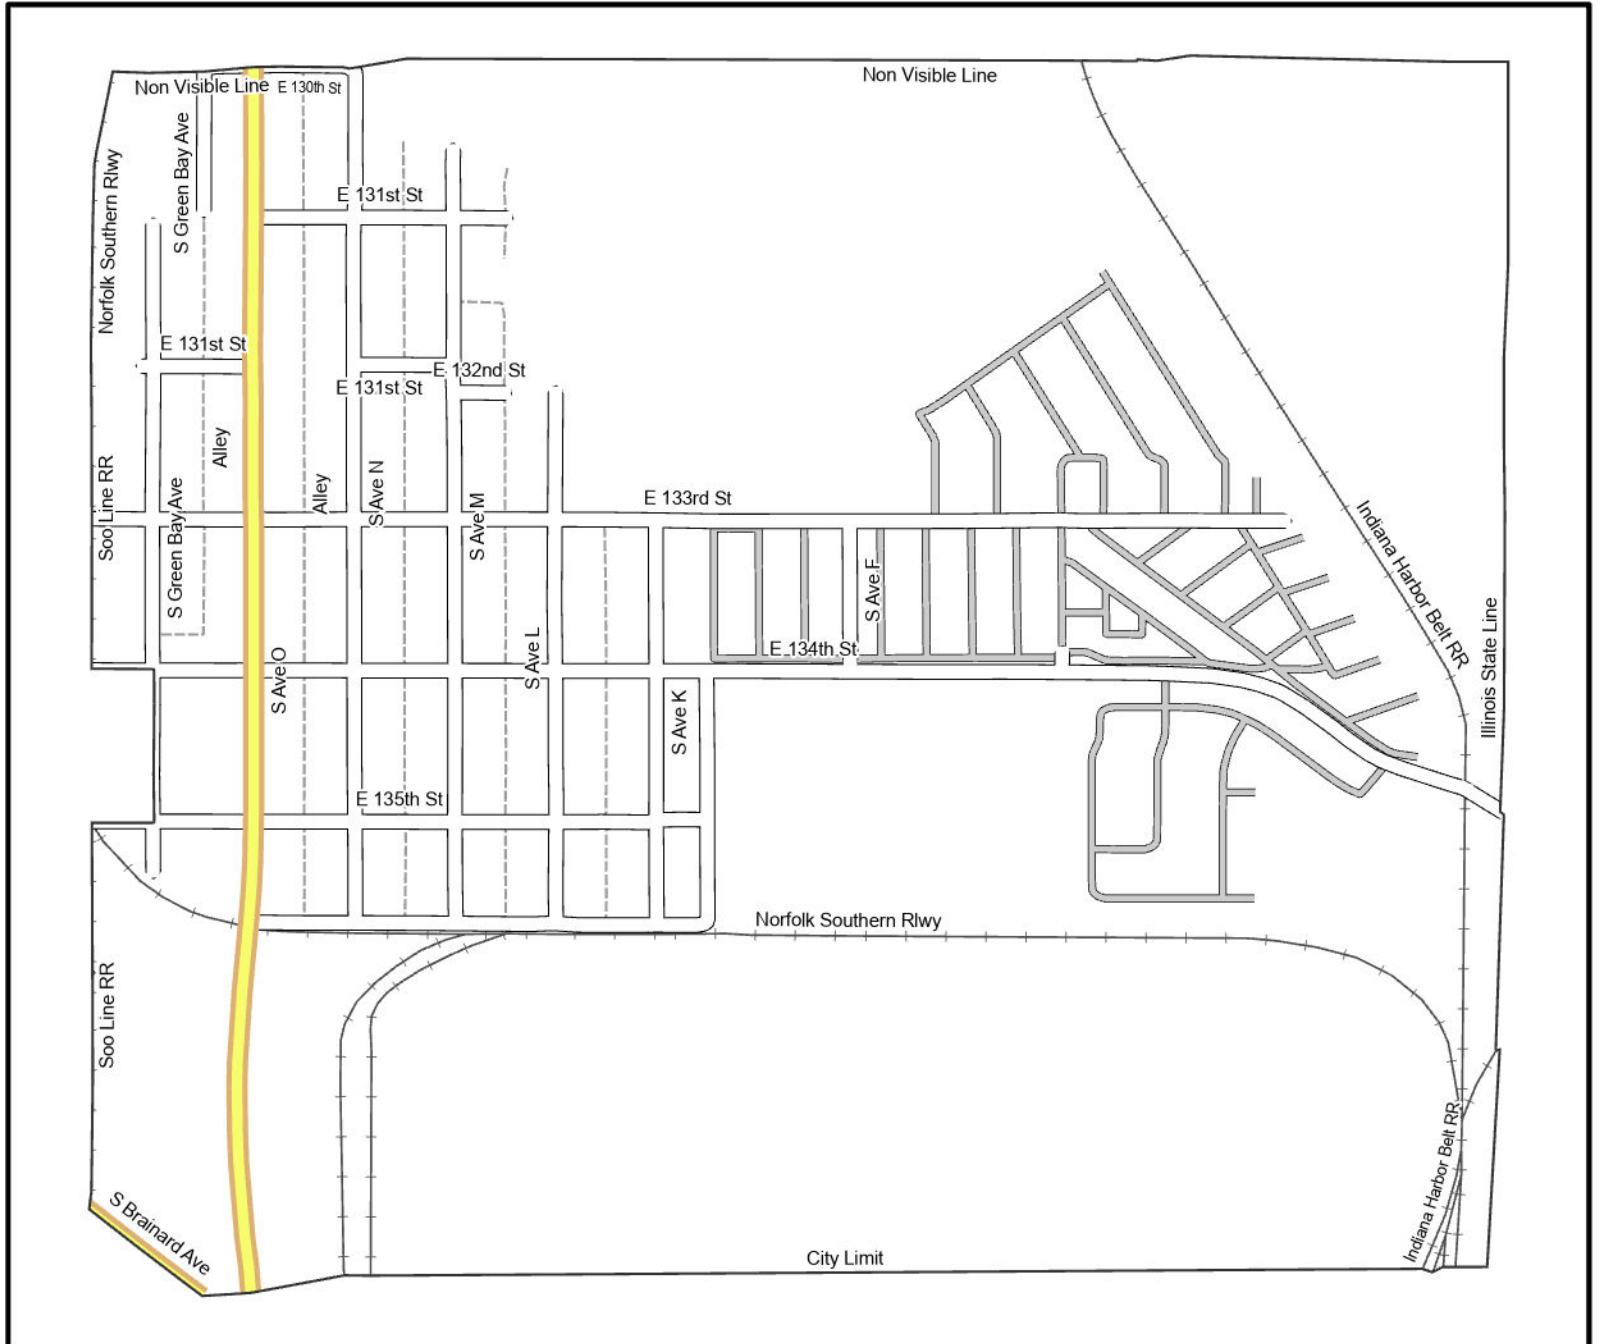 Non Visible Line
Non Visible Line
E 130th St
S Green Bay Ave
Norfolk Southern Rlwy
E 131st St
E 131st St
E 132nd St
E 131st St
Alley
Alley
S Ave N
S Ave M
Soo Line RR
S Green Bay Ave
E 133rd St
Indiana Harbor Belt RR
S Ave F
Illinois State Line
S Ave L
E 134th St
S Ave O
S Ave K
E 135th St
Norfolk Southern Rlwy
Soo Line RR
Indiana Harbor Belt RR
S Brainard Ave
City Limit